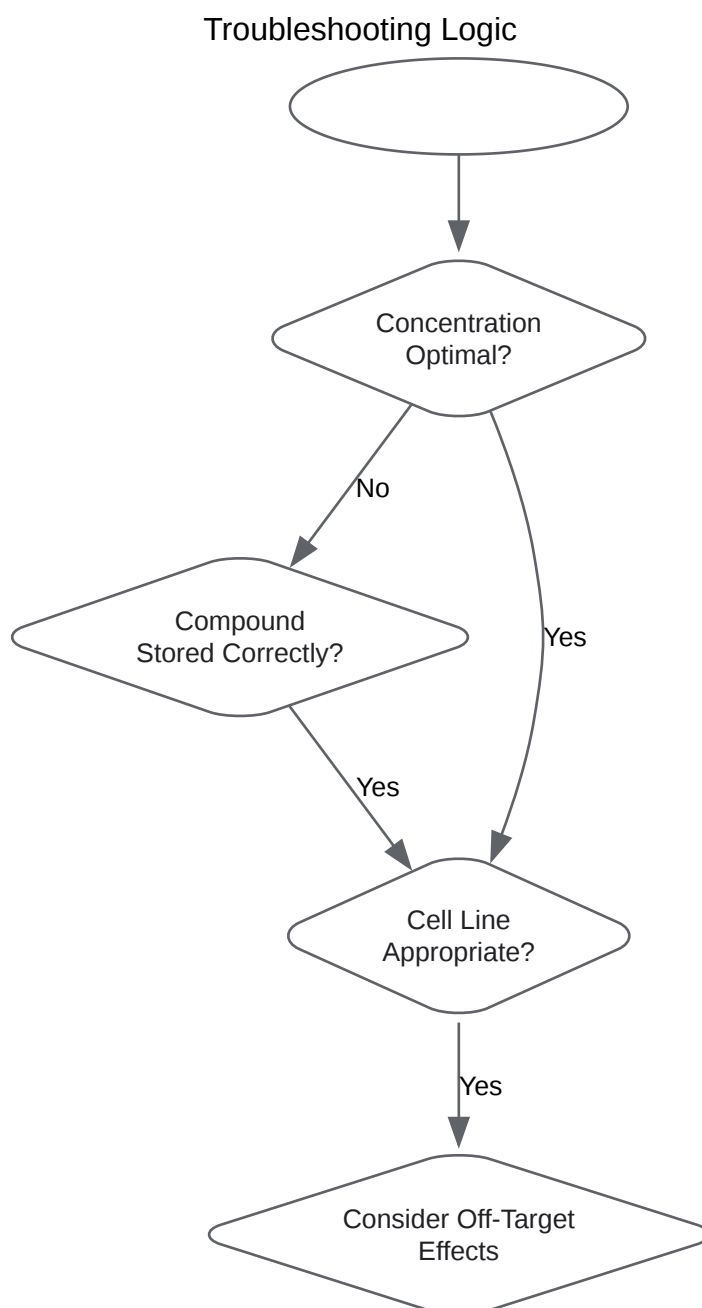 Troubleshooting Logic
Concentration
Optimal?
No
Compound
Stored Correctly?
Yes
Yes
Cell Line
Appropriate?
Yes
Consider Off-Target
Effects